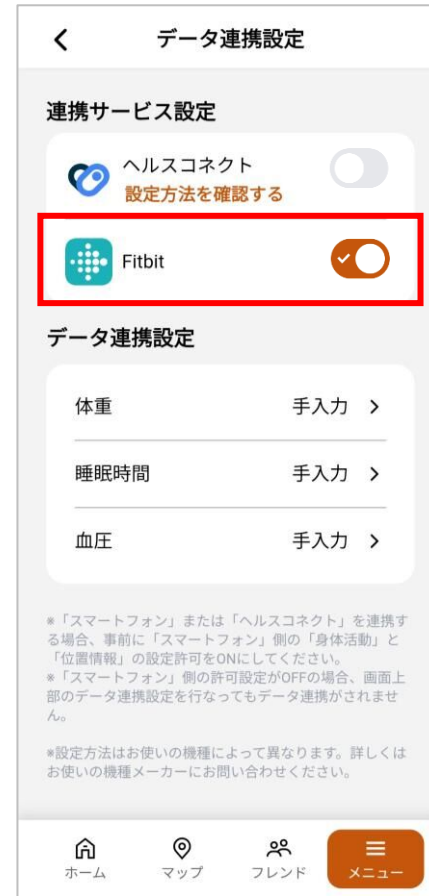 データ連携設定
連携サービス設定
ヘルスコネクト
設定方法を確認する
Fitbit
データ連携設定
体重 手入力
睡眠時間 手入力
血圧 手入力
※「スマートフォン」または「ヘルスコネクト」を連携す
る場合、事前に「スマートフォン」側の「身体活動」と
「位置情報」の設定許可をONにしてください。
※「スマートフォン」側の許可設定がOFFの場合、画面上
部のデータ連携設定を行なってもデータ連携がされませ
ん。
※設定方法はお使いの機種によって異なります。詳しくは
お使いの機種メーカーにお問い合わせください。
ホーム マップ フレンド メニュー